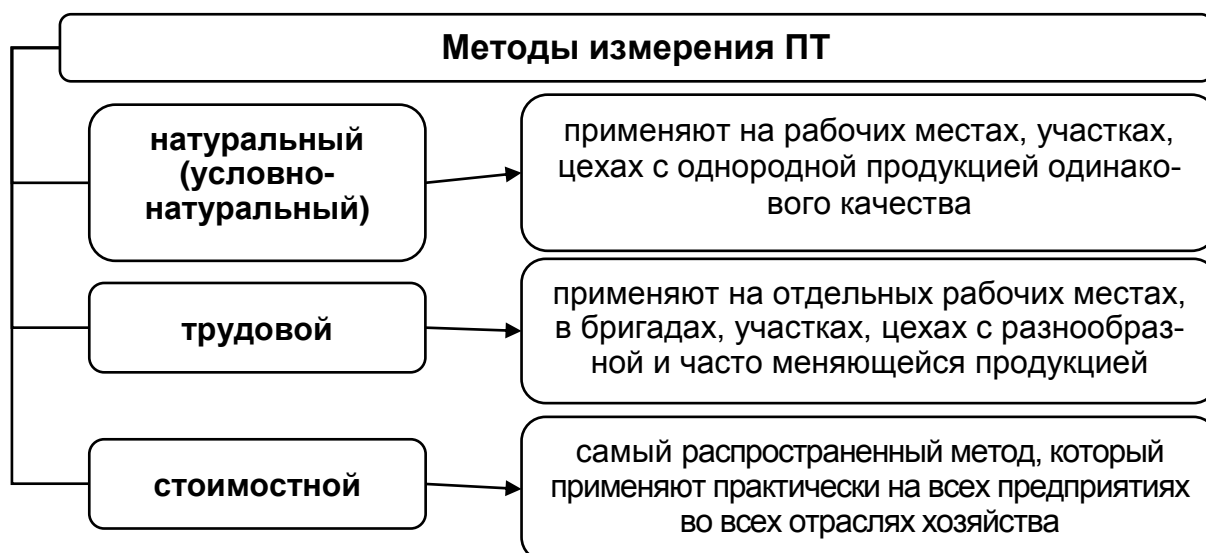 Методы измерения ПТ
натуральный
(условно-
натуральный)
применяют на рабочих местах, участках,
цехах с однородной продукцией одинако-
вого качества
трудовой
применяют на отдельных рабочих местах,
в бригадах, участках, цехах с разнообраз-
ной и часто меняющейся продукцией
стоимостной
самый распространенный метод, который
применяют практически на всех предприятиях
во всех отраслях хозяйства